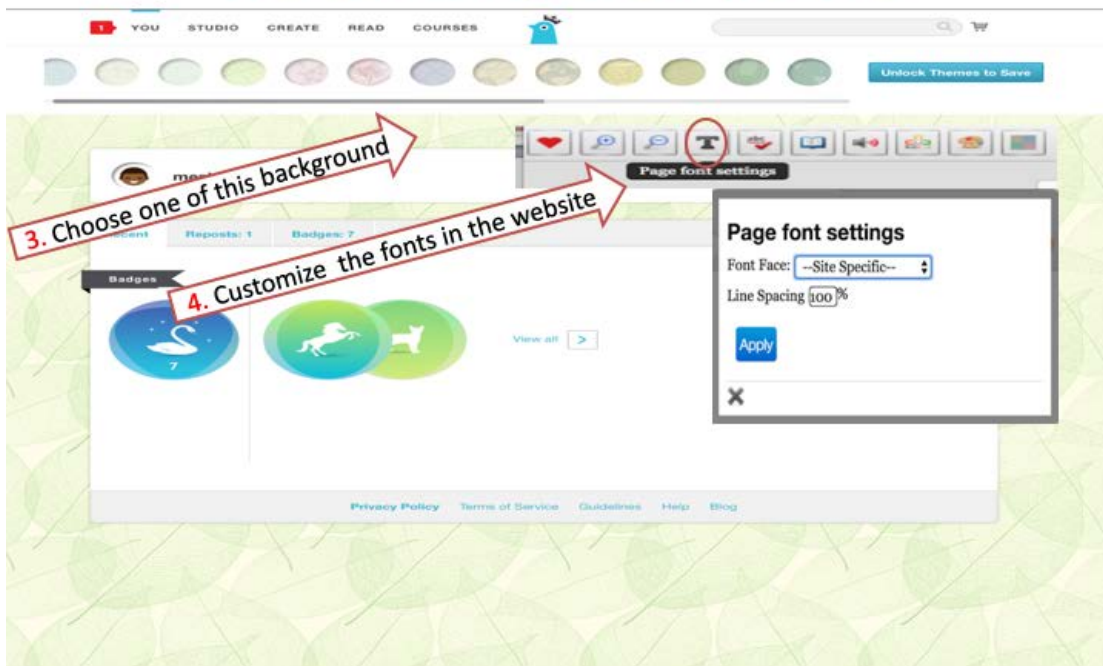 1 YOU STUDIO CREATE READ COURSES
Unlock Themes to Save
3. Choose one of this background
Page font settings
4. Customize the fonts in the website
Reposts: 1 Badges: 7
Badges
7
View all >
Page font settings
Font Face: --Site Specific--
Line Spacing 100 %
Apply
Privacy Policy Terms of Service Guidelines Help Blog